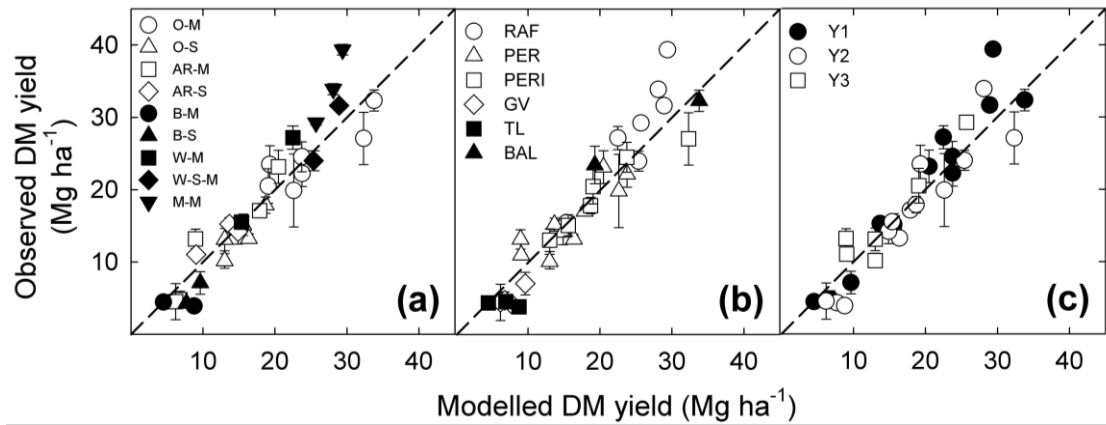 Observed DM yield
(Mg ha-1)
40
30
20
10
O-M
O-S
AR-M
AR-S
B-M
B-S
W-M
W-S-M
M-M
(a)
RAF
PER
PERI
GV
TL
BAL
(b)
Y1
Y2
Y3
(c)
10 20 30 40 10 20 30 40 10 20 30 40
Modelled DM yield (Mg ha-1)